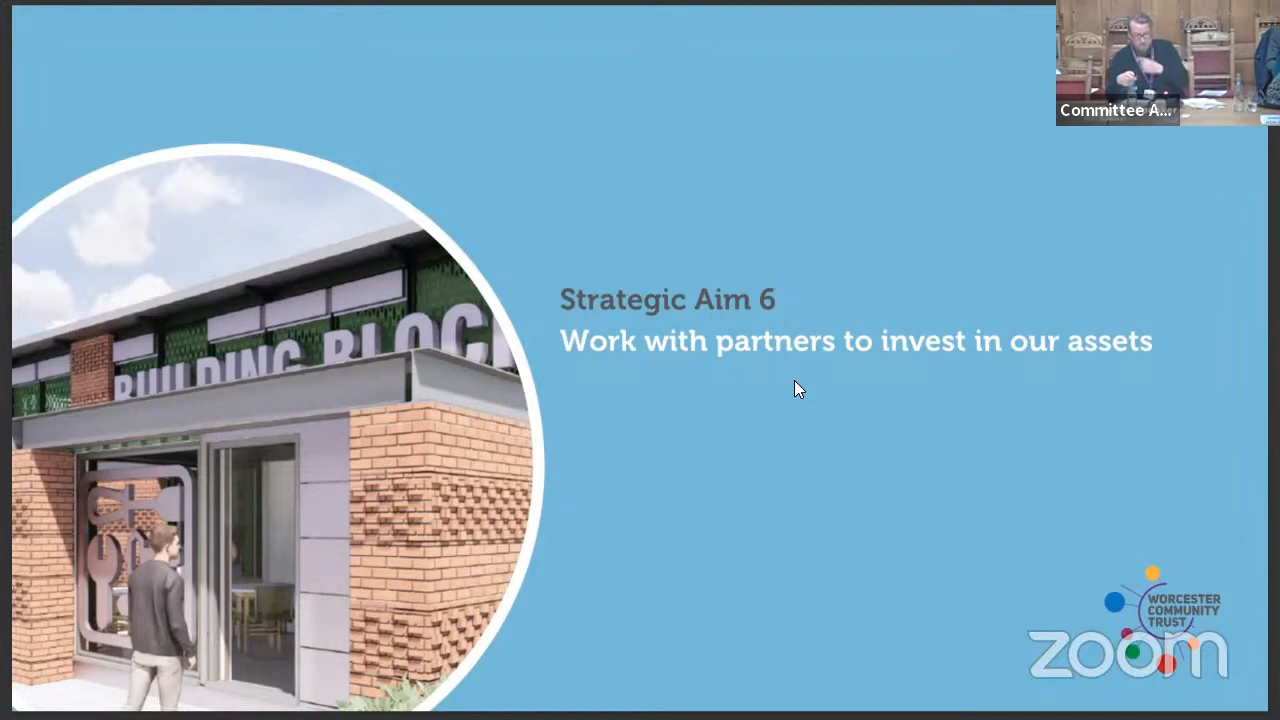 Committee A...
BUILDING BLOCK
Strategic Aim 6
Work with partners to invest in our assets
WORCESTER
COMMUNITY
TRUST
zoom